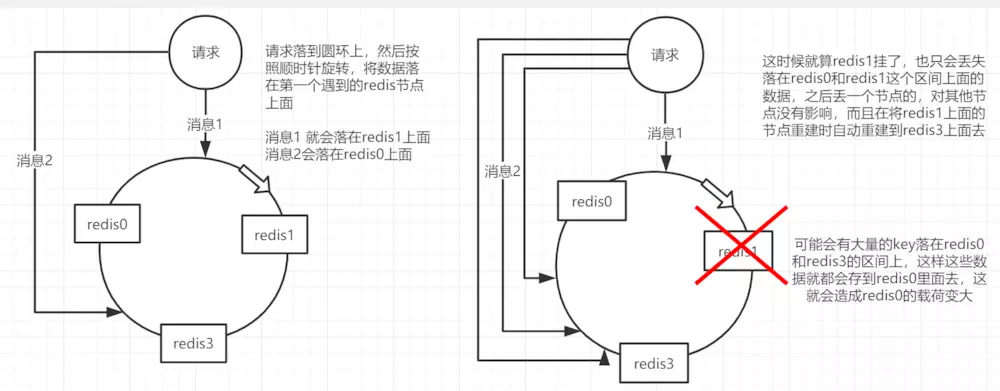 请求
请求落到圆环上，然后按
照顺时针旋转，将数据落
在第一个遇到的redis节点
上面
消息1 就会落在redis1上面
消息2会落在redis0上面
消息1
消息2
redis0
redis1
redis3
请求
这时候就算redis1挂了，也只会丢失
落在redis0和redis1这个区间上面的
数据，之后丢一个节点的，对其他节
点没有影响，而且在将redis1上面的
节点重建时自动重建到redis3上面去
消息1
消息2
redis0
redis1
可能会有大量的key落在redis0
和redis3的区间上，这样这些数
据就都会存到redis0里面去，这
就会造成redis0的载荷变大
redis3